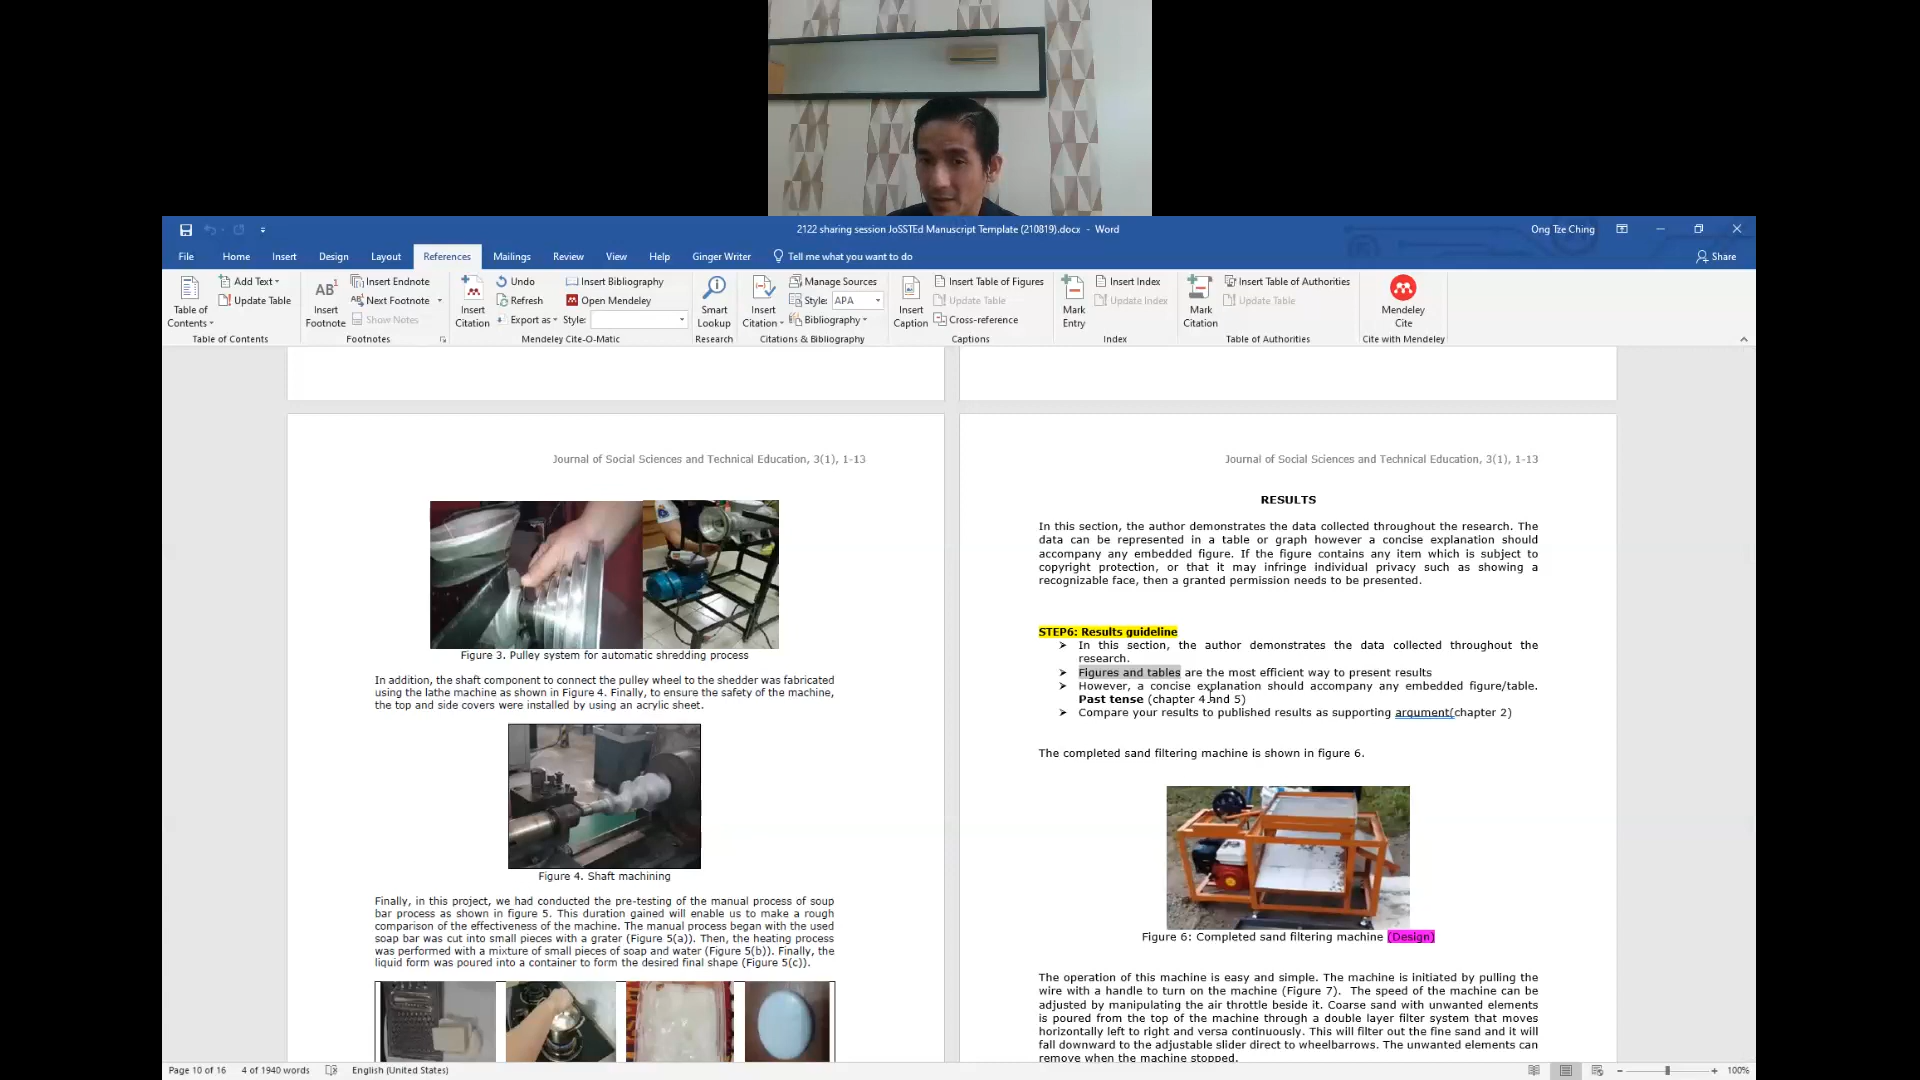 2122 sharing session JoSSTEd Manuscript Template (210819).docx - Word
Ong Tze Ching
File Home Insert Design Layout References Mailings Review View Help Ginger Writer Tell me what you want to do Share
Table of Contents
Add Text
Update Table
Table of Contents
AB1
Insert Footnote
Insert Endnote
Next Footnote
Show Notes
Footnotes
Insert Citation
Undo
Refresh
Export as
Insert Bibliography
Open Mendeley
Style:
Mendeley Cite-O-Matic
Smart Lookup
Research
Insert Citation
Manage Sources
Style: APA
Bibliography
Citations & Bibliography
Insert Caption
Insert Table of Figures
Update Table
Cross-reference
Captions
Mark Entry
Insert Index
Update Index
Index
Mark Citation
Insert Table of Authorities
Update Table
Table of Authorities
Mendeley Cite
Cite with Mendeley
Journal of Social Sciences and Technical Education, 3(1), 1-13
Figure 3. Pulley system for automatic shredding process
In addition, the shaft component to connect the pulley wheel to the shedder was fabricated
using the lathe machine as shown in Figure 4. Finally, to ensure the safety of the machine,
the top and side covers were installed by using an acrylic sheet.
Figure 4. Shaft machining
Finally, in this project, we had conducted the pre-testing of the manual process of soup
bar process as shown in figure 5. This duration gained will enable us to make a rough
comparison of the effectiveness of the machine. The manual process began with the used
soap bar was cut into small pieces with a grater (Figure 5(a)). Then, the heating process
was performed with a mixture of small pieces of soap and water (Figure 5(b)). Finally, the
liquid form was poured into a container to form the desired final shape (Figure 5(c)).
Journal of Social Sciences and Technical Education, 3(1), 1-13
RESULTS
In this section, the author demonstrates the data collected throughout the research. The
data can be represented in a table or graph however a concise explanation should
accompany any embedded figure. If the figure contains any item which is subject to
copyright protection, or that it may infringe individual privacy such as showing a
recognizable face, then a granted permission needs to be presented.
STEP6: Results guideline
➢ In this section, the author demonstrates the data collected throughout the
research.
➢ Figures and tables are the most efficient way to present results
➢ However, a concise explanation should accompany any embedded figure/table.
Past tense (chapter 4 and 5)
➢ Compare your results to published results as supporting argument(chapter 2)
The completed sand filtering machine is shown in figure 6.
Figure 6: Completed sand filtering machine (Design)
The operation of this machine is easy and simple. The machine is initiated by pulling the
wire with a handle to turn on the machine (Figure 7). The speed of the machine can be
adjusted by manipulating the air throttle beside it. Coarse sand with unwanted elements
is poured from the top of the machine through a double layer filter system that moves
horizontally left to right and versa continuously. This will filter out the fine sand and it will
fall downward to the adjustable slider direct to wheelbarrows. The unwanted elements can
remove when the machine stopped.
Page 10 of 16 4 of 1940 words English (United States) 100%